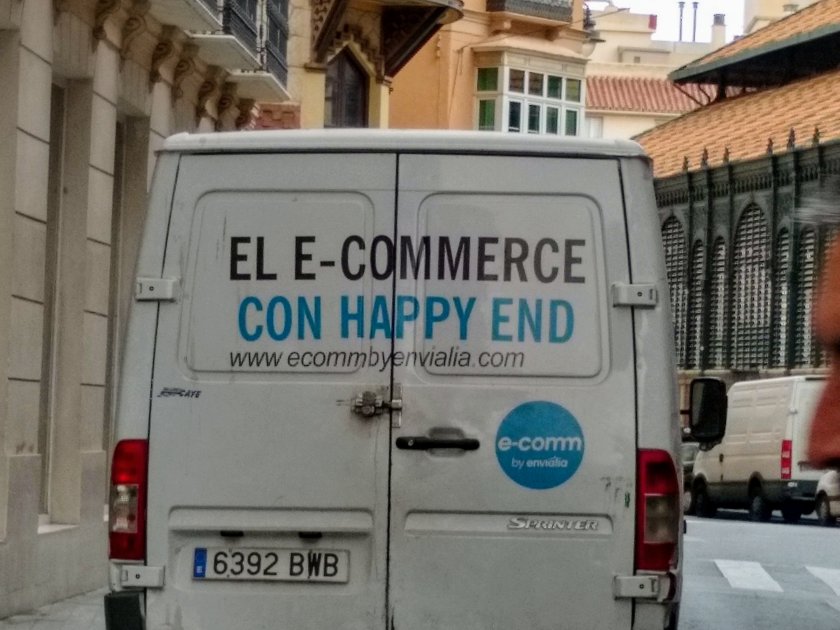 EL E-COMMERCE
CON HAPPY END
www.ecommbyenvialia.com
e-comm
by envialia
SPRINTER
6392 BWB